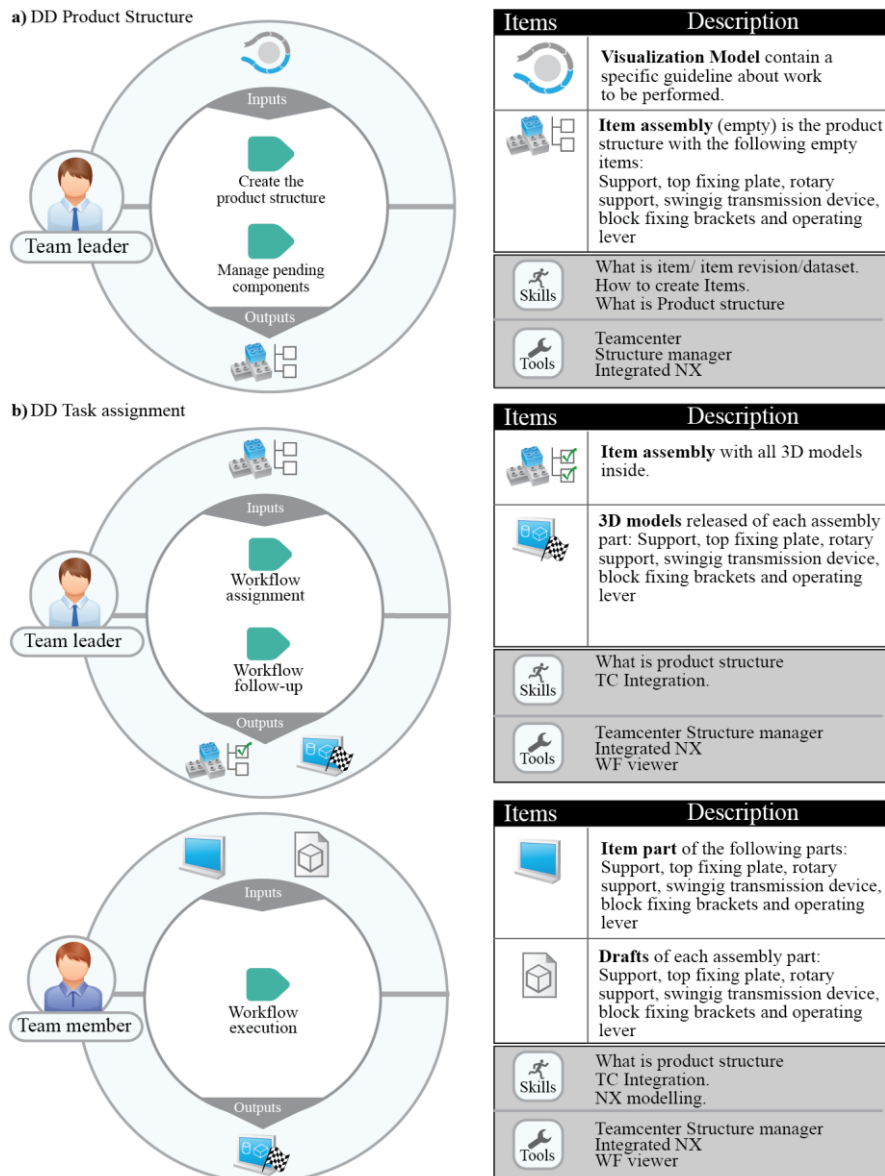 a) DD Product Structure
Inputs
Create the
product structure
Team leader
Manage pending
components
Outputs
Items Description
Visualization Model contain a
specific guideline about work
to be performed.
Item assembly (empty) is the product
structure with the following empty
items:
Support, top fixing plate, rotary
support, swingig transmission device,
block fixing brackets and operating
lever
Skills
What is item/ item revision/dataset.
How to create Items.
What is Product structure
Tools
Teamcenter
Structure manager
Integrated NX
b) DD Task assignment
Inputs
Workflow
assignment
Team leader
Workflow
follow-up
Outputs
Items Description
Item assembly with all 3D models
inside.
3D models released of each assembly
part: Support, top fixing plate, rotary
support, swingig transmission device,
block fixing brackets and operating
lever
Skills
What is product structure
TC Integration.
Tools
Teamcenter Structure manager
Integrated NX
WF viewer
Inputs
Team member
Workflow
execution
Outputs
Items Description
Item part of the following parts:
Support, top fixing plate, rotary
support, swingig transmission device,
block fixing brackets and operating
lever
Drafts of each assembly part:
Support, top fixing plate, rotary
support, swingig transmission device,
block fixing brackets and operating
lever
Skills
What is product structure
TC Integration.
NX modelling.
Tools
Teamcenter Structure manager
Integrated NX
WF viewer